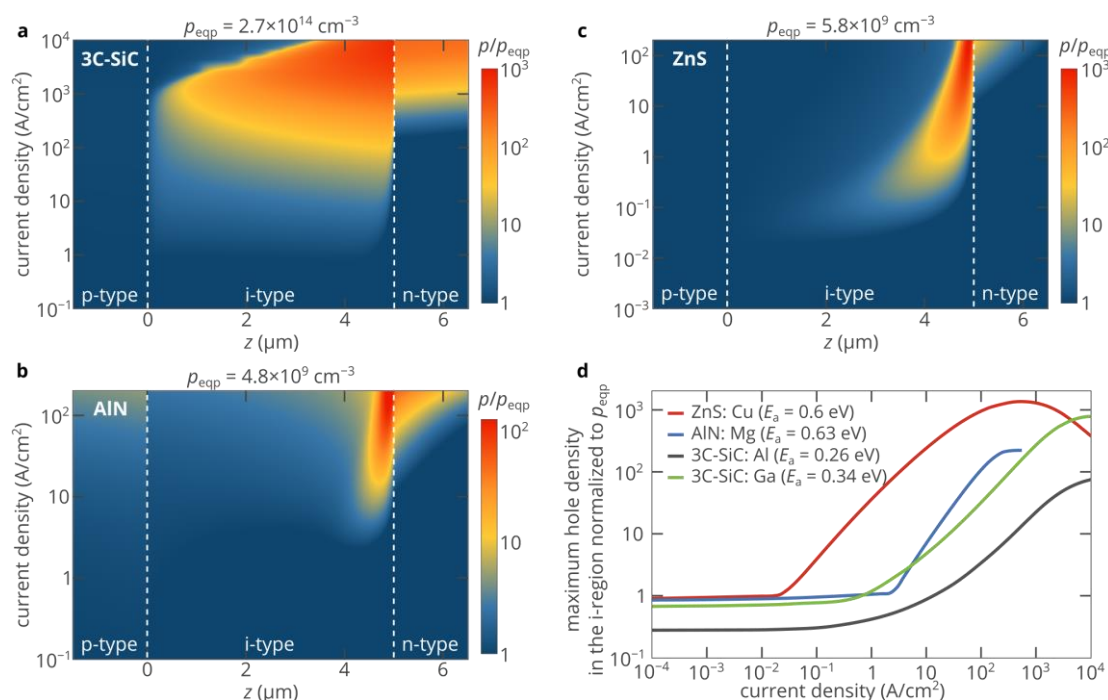 a
p_eqp = 2.7×10^14 cm^−3
3C-SiC
p/p_eqp
10^4
10^3
10^2
10
1
10^−1
current density (A/cm^2)
10^3
10^2
10
1
p-type
i-type
n-type
0
2
4
6
z (μm)
c
p_eqp = 5.8×10^9 cm^−3
ZnS
p/p_eqp
10^2
10
1
10^−1
10^−2
10^−3
current density (A/cm^2)
10^3
10^2
10
1
p-type
i-type
n-type
0
2
4
6
z (μm)
b
p_eqp = 4.8×10^9 cm^−3
AlN
p/p_eqp
10^2
10
1
10^−1
current density (A/cm^2)
10^2
10
1
p-type
i-type
n-type
0
2
4
6
z (μm)
d
maximum hole density
in the i-region normalized to p_eqp
10^3
10^2
10
1
10^−1
ZnS: Cu (E_a = 0.6 eV)
AlN: Mg (E_a = 0.63 eV)
3C-SiC: Al (E_a = 0.26 eV)
3C-SiC: Ga (E_a = 0.34 eV)
10^−4
10^−3
10^−2
10^−1
1
10
10^2
10^3
10^4
current density (A/cm^2)